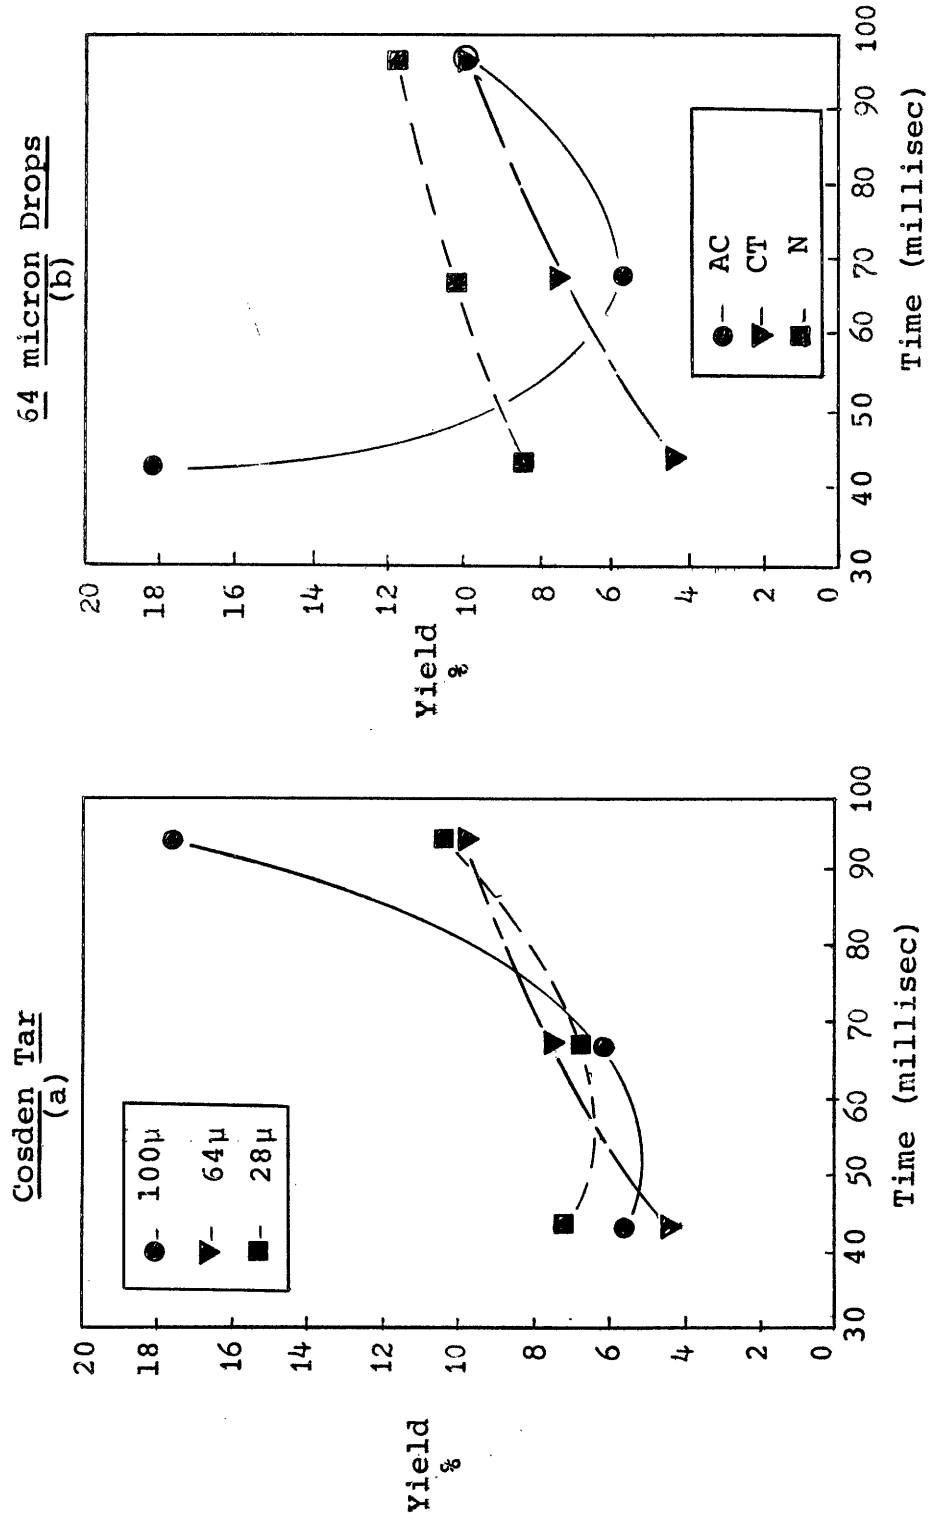 Cosden Tar
(a)
20
18
16
14
12
10
8
6
4
2
0
Yield
%
100μ
64μ
28μ
30 40 50 60 70 80 90 100
Time (millisec)
64 micron Drops
(b)
20
18
16
14
12
10
8
6
4
2
0
Yield
%
AC
CT
N
30 40 50 60 70 80 90 100
Time (millisec)